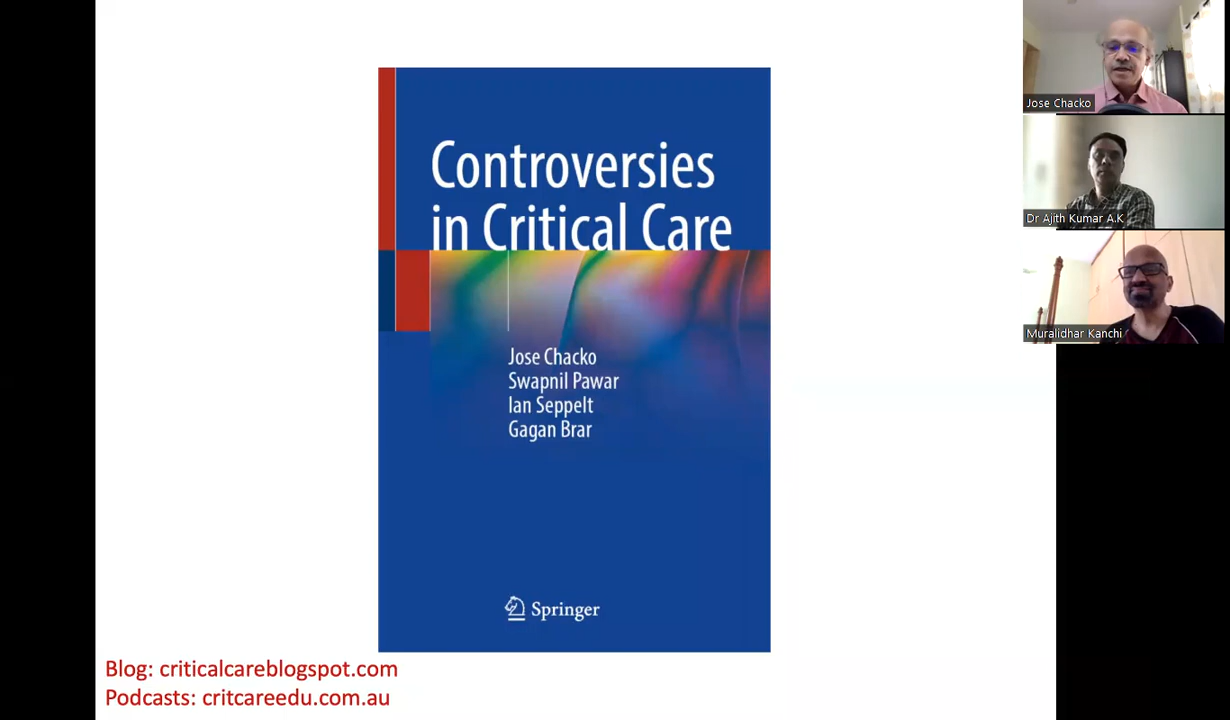 Controversies
in Critical Care
Jose Chacko
Swapnil Pawar
Ian Seppelt
Gagan Brar
Springer
Blog: criticalcareblogspot.com
Podcasts: critcareedu.com.au
Jose Chacko
Dr Ajith Kumar A.K
Muralidhar Kanchi